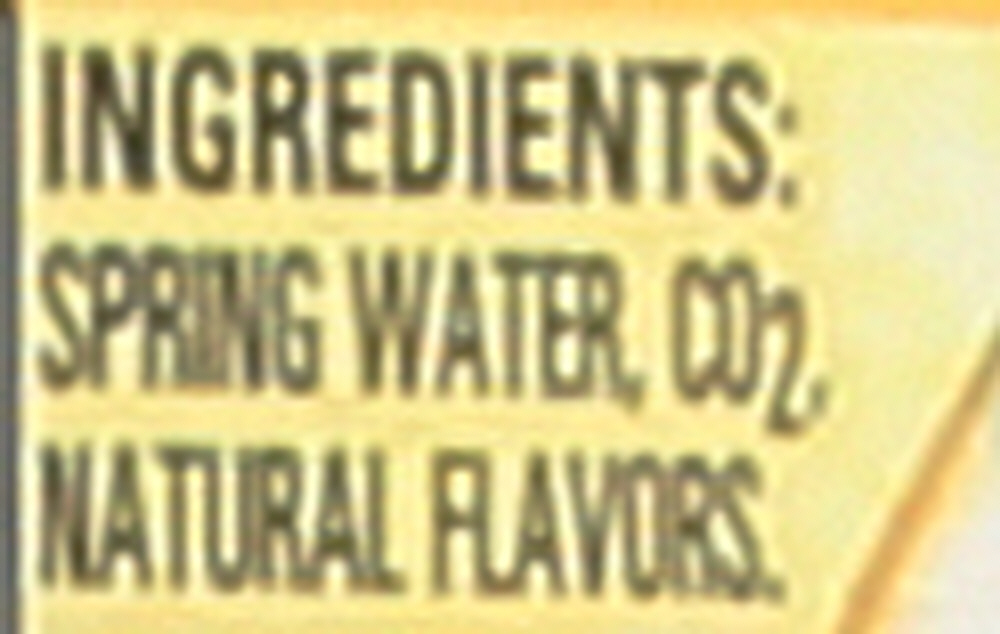 INGREDIENTS:
SPRING WATER, CO2,
NATURAL FLAVORS.